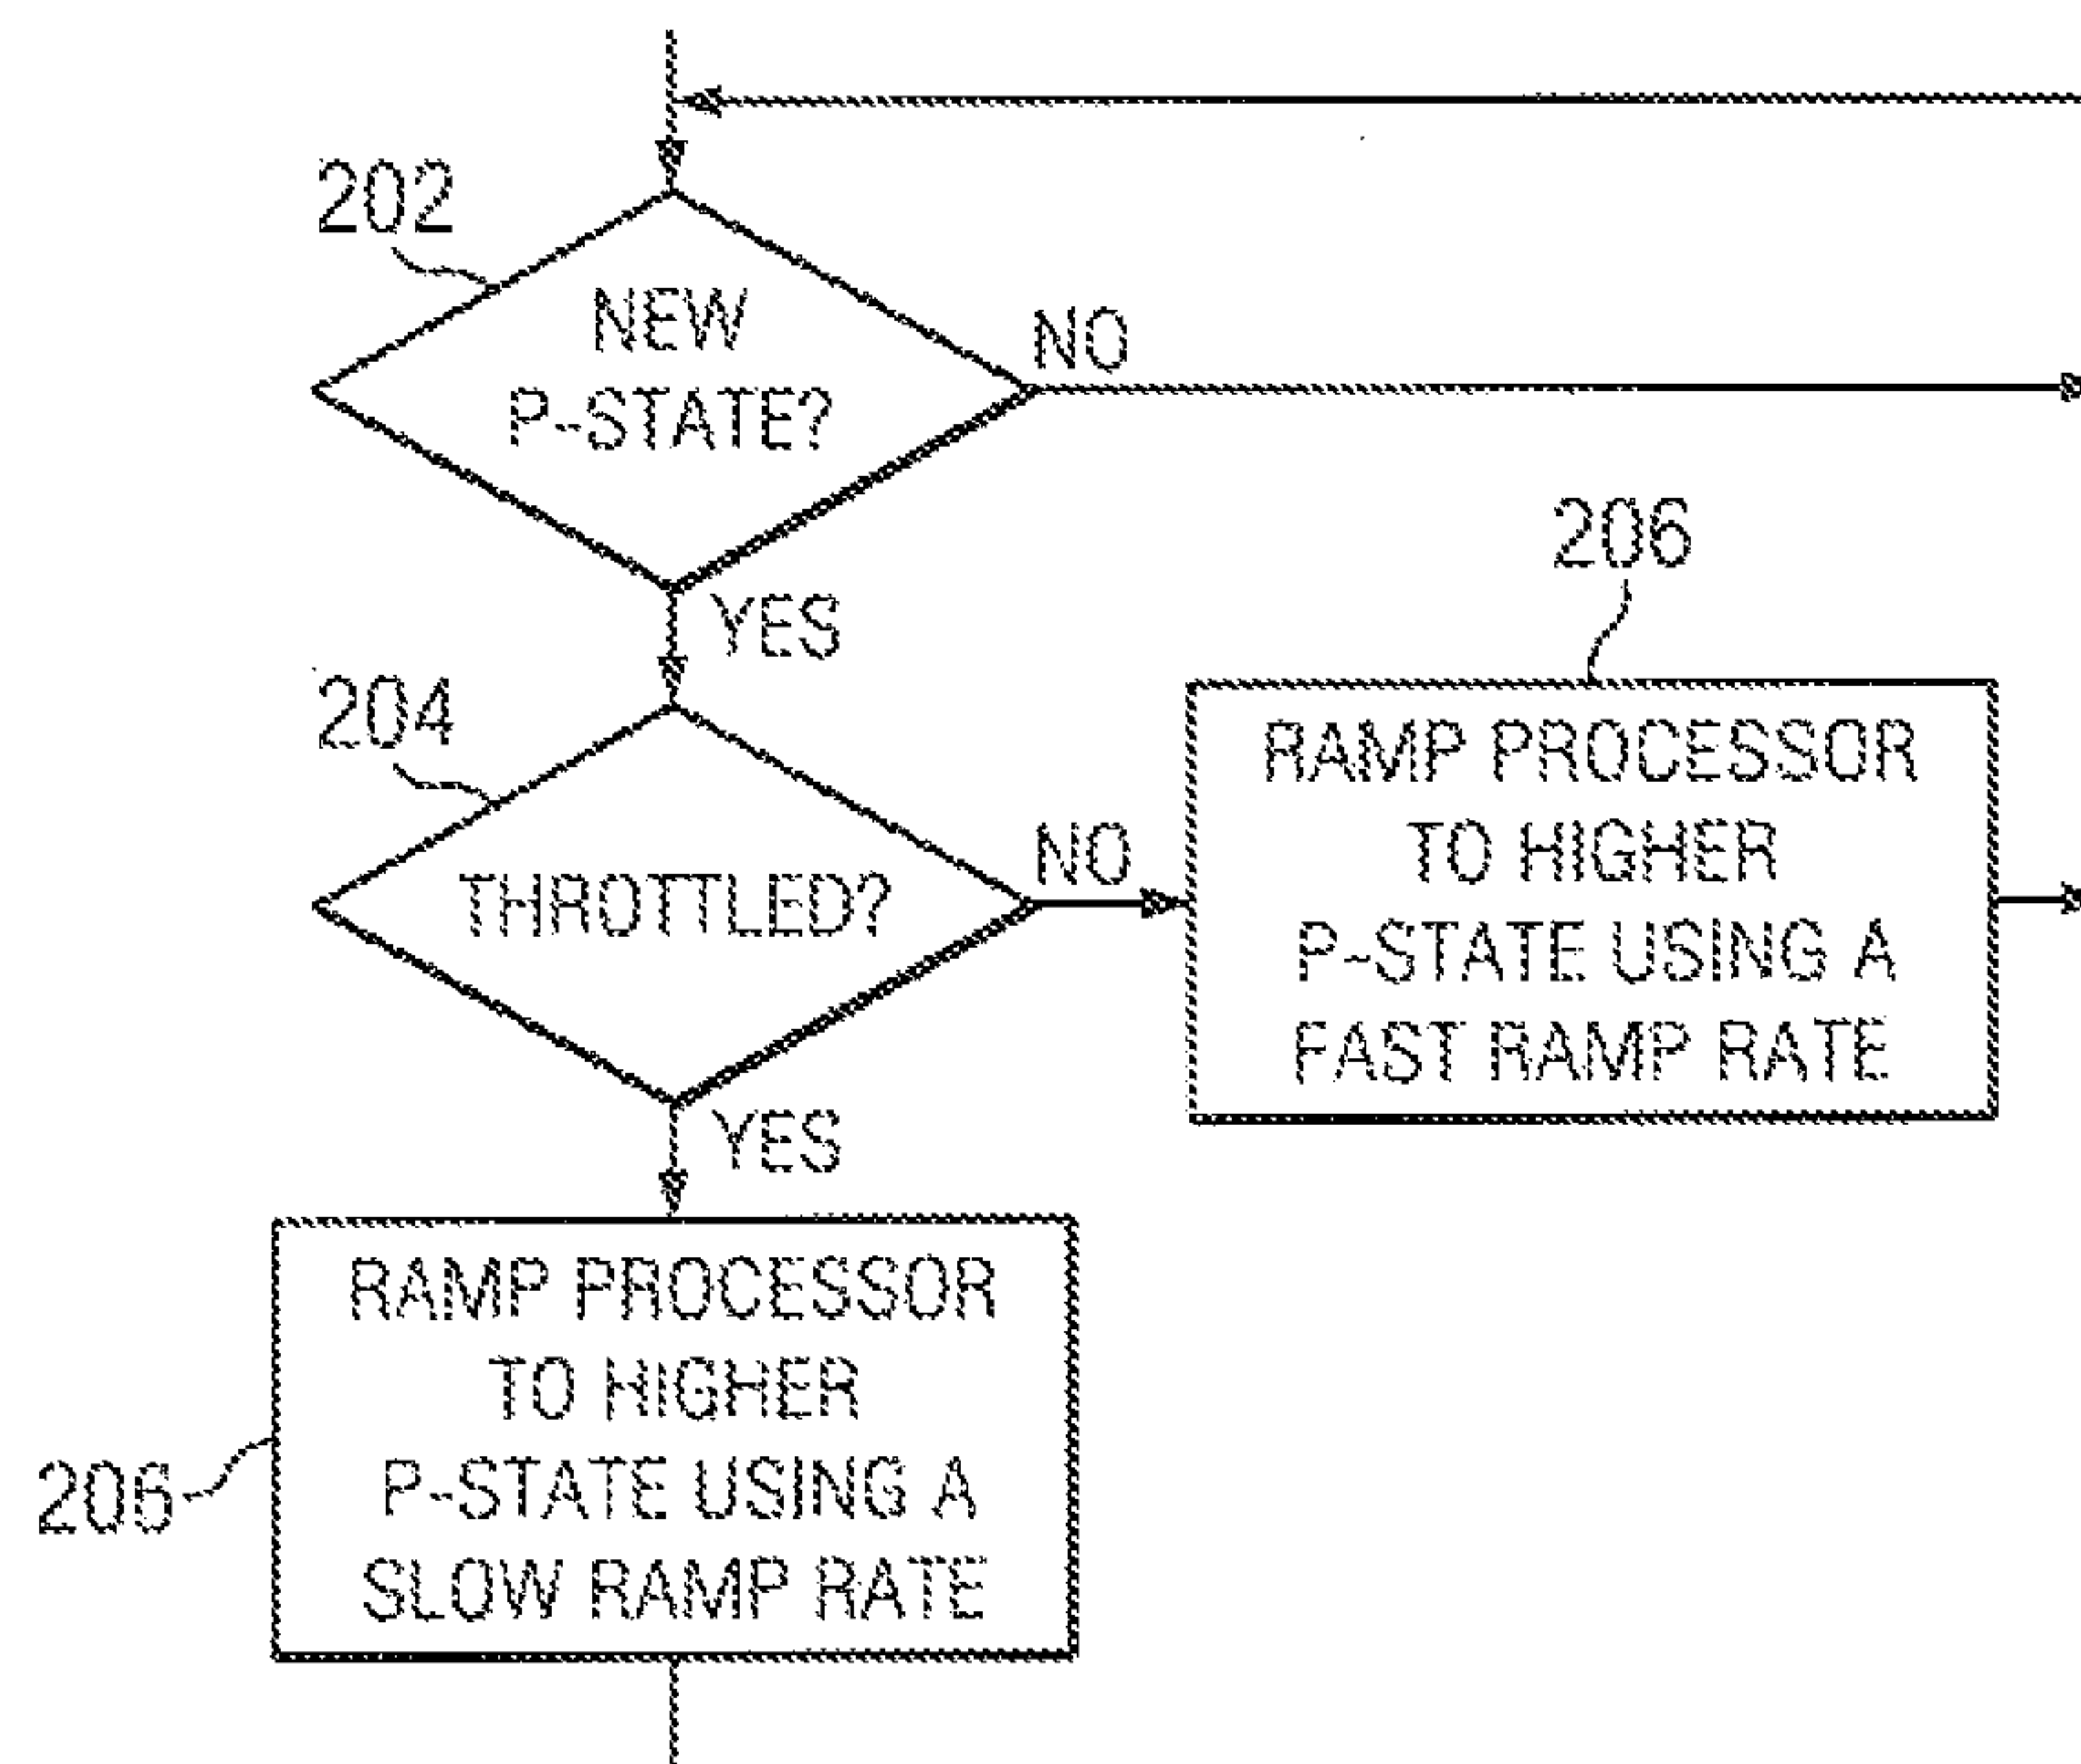 202
NEW
P-STATE?
NO
YES
206
204
THROTTLED?
NO
RAMP PROCESSOR
TO HIGHER
P-STATE USING A
FAST RAMP RATE
YES
RAMP PROCESSOR
TO HIGHER
P-STATE USING A
SLOW RAMP RATE
206